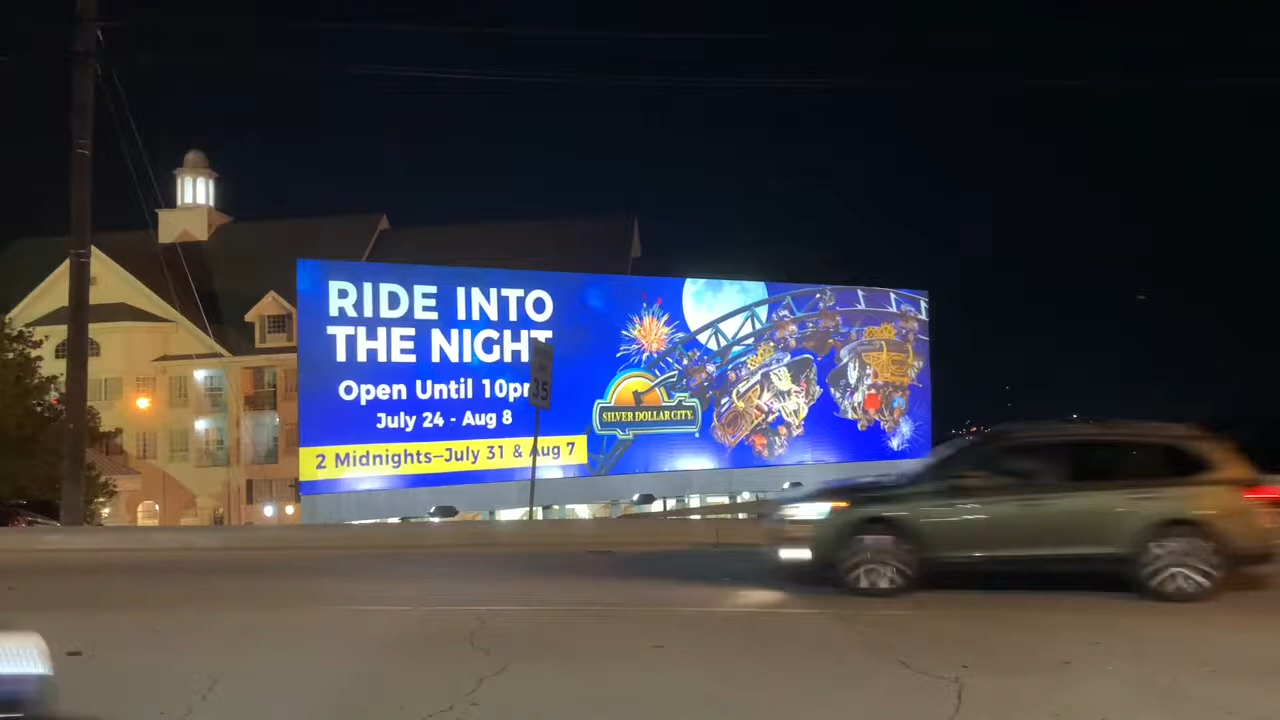 RIDE INTO
THE NIGHT
Open Until 10pm
July 24 - Aug 8
2 Midnights—July 31 & Aug 7
SILVER DOLLAR CITY
35